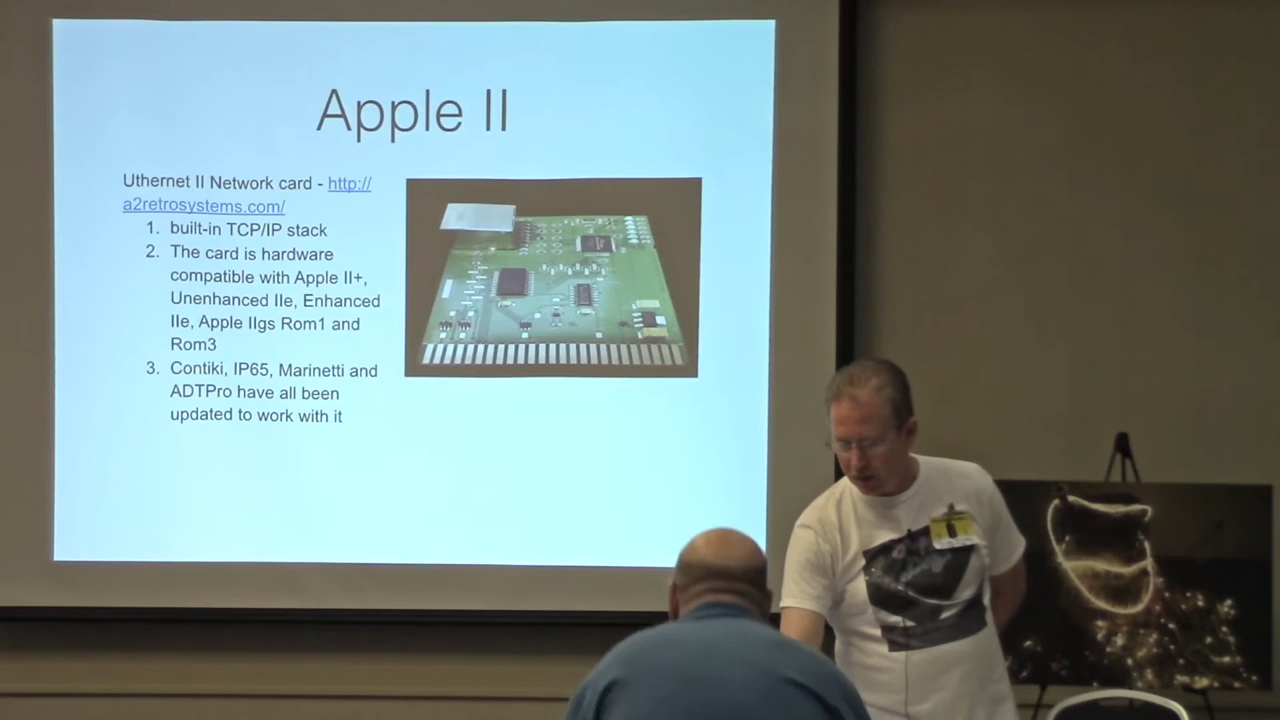 Apple II
Uthernet II Network card - http://
a2retrosystems.com/
1. built-in TCP/IP stack
2. The card is hardware
compatible with Apple II+,
Unenhanced IIe, Enhanced
IIe, Apple IIgs Rom1 and
Rom3
3. Contiki, IP65, Marinetti and
ADTPro have all been
updated to work with it